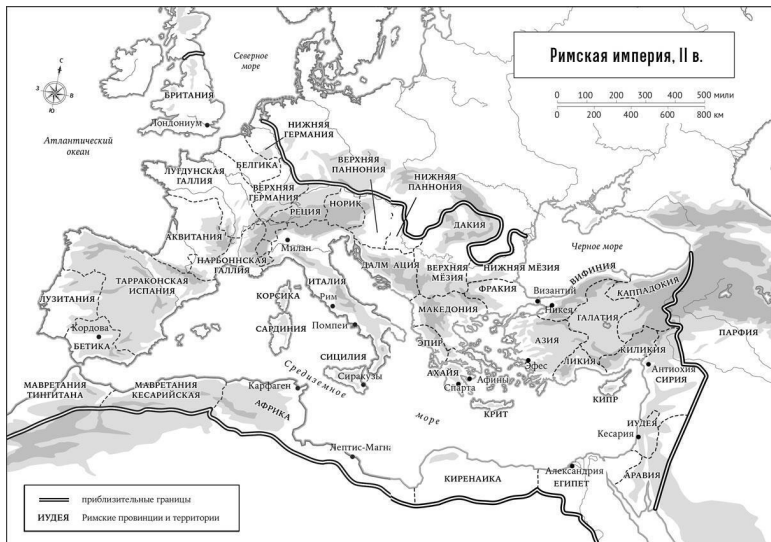 Римская империя, II в.
0 100 200 300 400 500 мили
0 200 400 600 800 км
С
З
В
Ю
Северное
море
Атлантический
океан
БРИТАНИЯ
Лондониум
НИЖНЯЯ
ГЕРМАНИЯ
БЕЛГИКА
ЛУГДУНСКАЯ
ГАЛЛИЯ
ВЕРХНЯЯ
ГЕРМАНИЯ
ВЕРХНЯЯ
ПАННОНИЯ
НИЖНЯЯ
ПАННОНИЯ
НОРИК
РЕЦИЯ
ДАКИЯ
АКВИТАНИЯ
НАРБОННСКАЯ
ГАЛЛИЯ
Милан
Черное море
ДАЛМАЦИЯ
ВЕРХНЯЯ
МЁЗИЯ
НИЖНЯЯ МЁЗИЯ
ТАРРАКОНСКАЯ
ИСПАНИЯ
ЛУЗИТАНИЯ
Кордова
БЕТИКА
КОРСИКА
САРДИНИЯ
ИТАЛИЯ
Рим
Помпеи
СИЦИЛИЯ
Сиракузы
ФРАКИЯ
МАКЕДОНИЯ
ЭПИР
АХАЙЯ
Афины
Спарта
Византий
Никея
ВИФИНИЯ
КАППАДОКИЯ
ГАЛАТИЯ
АЗИЯ
Эфес
ЛИКИЯ
КИЛИКИЯ
ПАРФИЯ
Антиохия
СИРИЯ
КИПР
КРИТ
Средиземное
море
МАВРЕТАНИЯ
ТИНГИТАНА
МАВРЕТАНИЯ
КЕСАРИЙСКАЯ
Карфаген
АФРИКА
Лептис-Магна
КИРЕНАИКА
Александрия
ЕГИПЕТ
ИУДЕЯ
Кесария
АРАВИЯ
приблизительные границы
ИУДЕЯ Римские провинции и территории